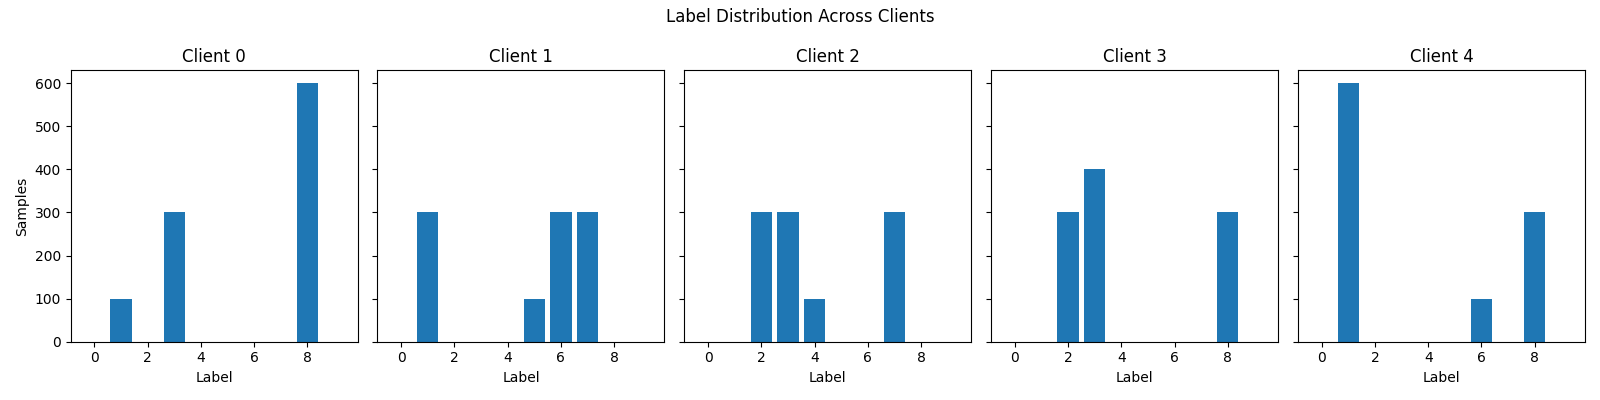 Label Distribution Across Clients
Client 0 Client 1 Client 2 Client 3 Client 4
600
500
400
300
200
100
0
Samples
0 2 4 6 8 0 2 4 6 8 0 2 4 6 8 0 2 4 6 8 0 2 4 6 8
Label Label Label Label Label